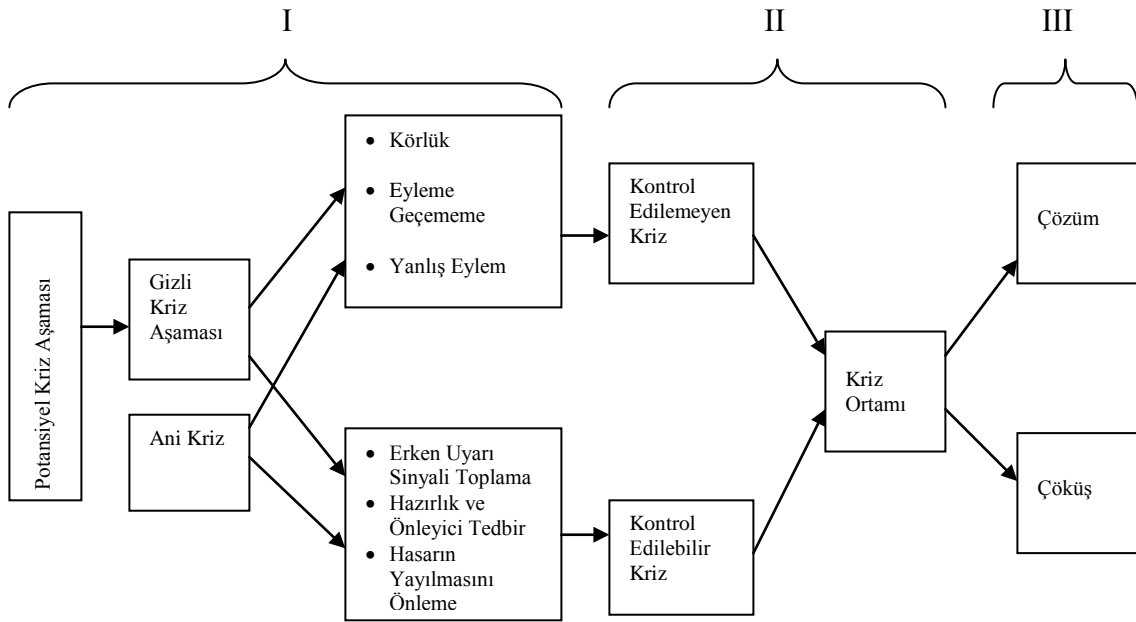 I
II
III
Potansiyel Kriz Aşaması
Gizli
Kriz
Aşaması
Ani Kriz
• Körlük
• Eyleme
Geçememe
• Yanlış Eylem
• Erken Uyarı
Sinyali Toplama
• Hazırlık ve
Önleyici Tedbir
• Hasarın
Yayılmasını
Önleme
Kontrol
Edilemeyen
Kriz
Kontrol
Edilebilir
Kriz
Kriz
Ortamı
Çözüm
Çöküş